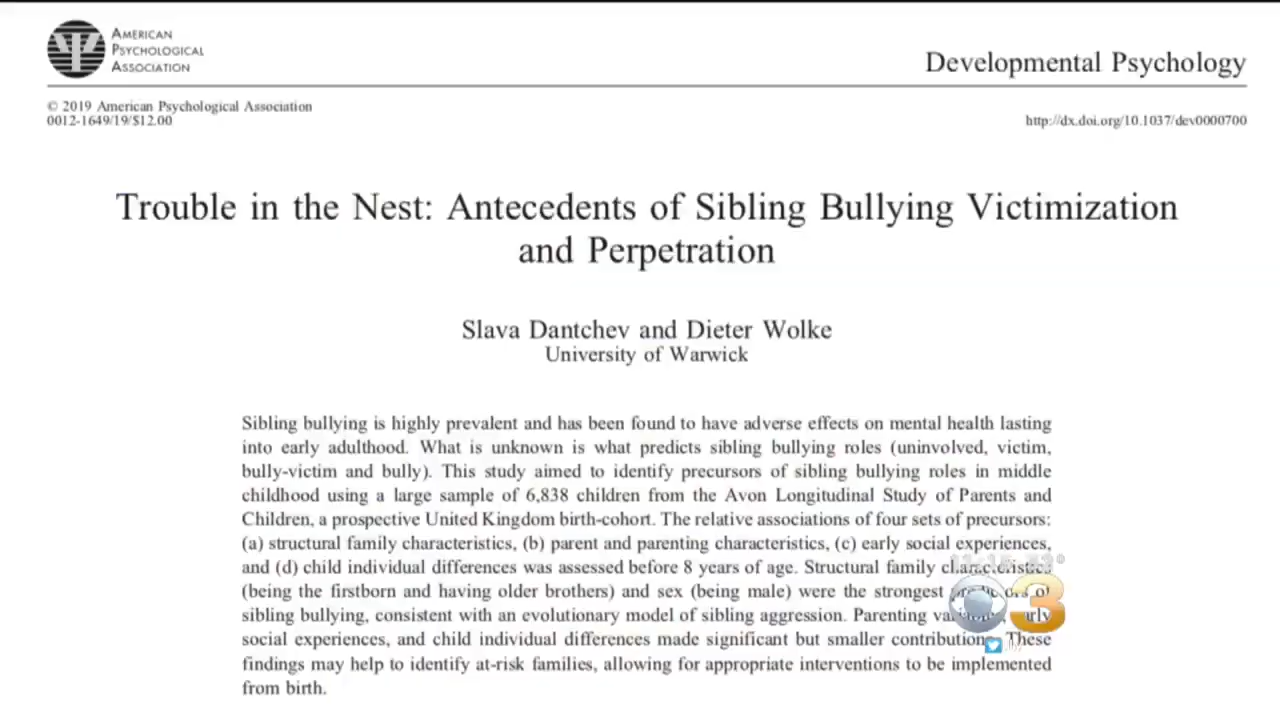 AMERICAN
PSYCHOLOGICAL
ASSOCIATION
Developmental Psychology
© 2019 American Psychological Association
0012-1649/19/$12.00
http://dx.doi.org/10.1037/dev0000700
Trouble in the Nest: Antecedents of Sibling Bullying Victimization
and Perpetration
Slava Dantchev and Dieter Wolke
University of Warwick
Sibling bullying is highly prevalent and has been found to have adverse effects on mental health lasting
into early adulthood. What is unknown is what predicts sibling bullying roles (uninvolved, victim,
bully-victim and bully). This study aimed to identify precursors of sibling bullying roles in middle
childhood using a large sample of 6,838 children from the Avon Longitudinal Study of Parents and
Children, a prospective United Kingdom birth-cohort. The relative associations of four sets of precursors:
(a) structural family characteristics, (b) parent and parenting characteristics, (c) early social experiences,
and (d) child individual differences was assessed before 8 years of age. Structural family characteristics
(being the firstborn and having older brothers) and sex (being male) were the strongest of
sibling bullying, consistent with an evolutionary model of sibling aggression. Parenting
social experiences, and child individual differences made significant but smaller contributions. These
findings may help to identify at-risk families, allowing for appropriate interventions to be implemented
from birth.
3